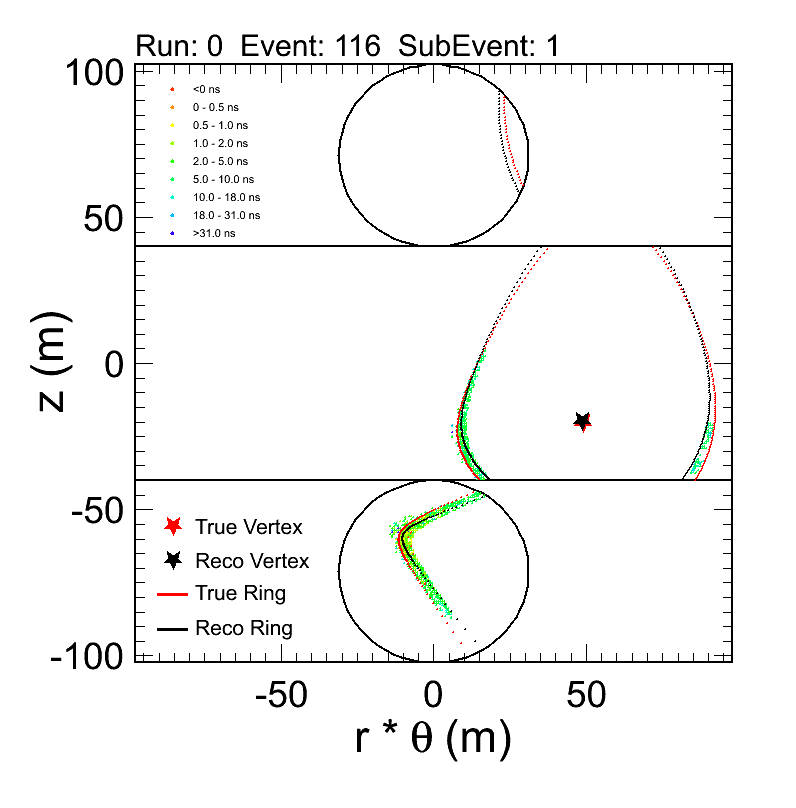 Run: 0  Event: 116  SubEvent: 1
100
<0 ns
0 - 0.5 ns
0.5 - 1.0 ns
1.0 - 2.0 ns
2.0 - 5.0 ns
5.0 - 10.0 ns
10.0 - 18.0 ns
18.0 - 31.0 ns
>31.0 ns
50
0
z (m)
-50
True Vertex
Reco Vertex
True Ring
Reco Ring
-100
-50 0 50
r * θ (m)